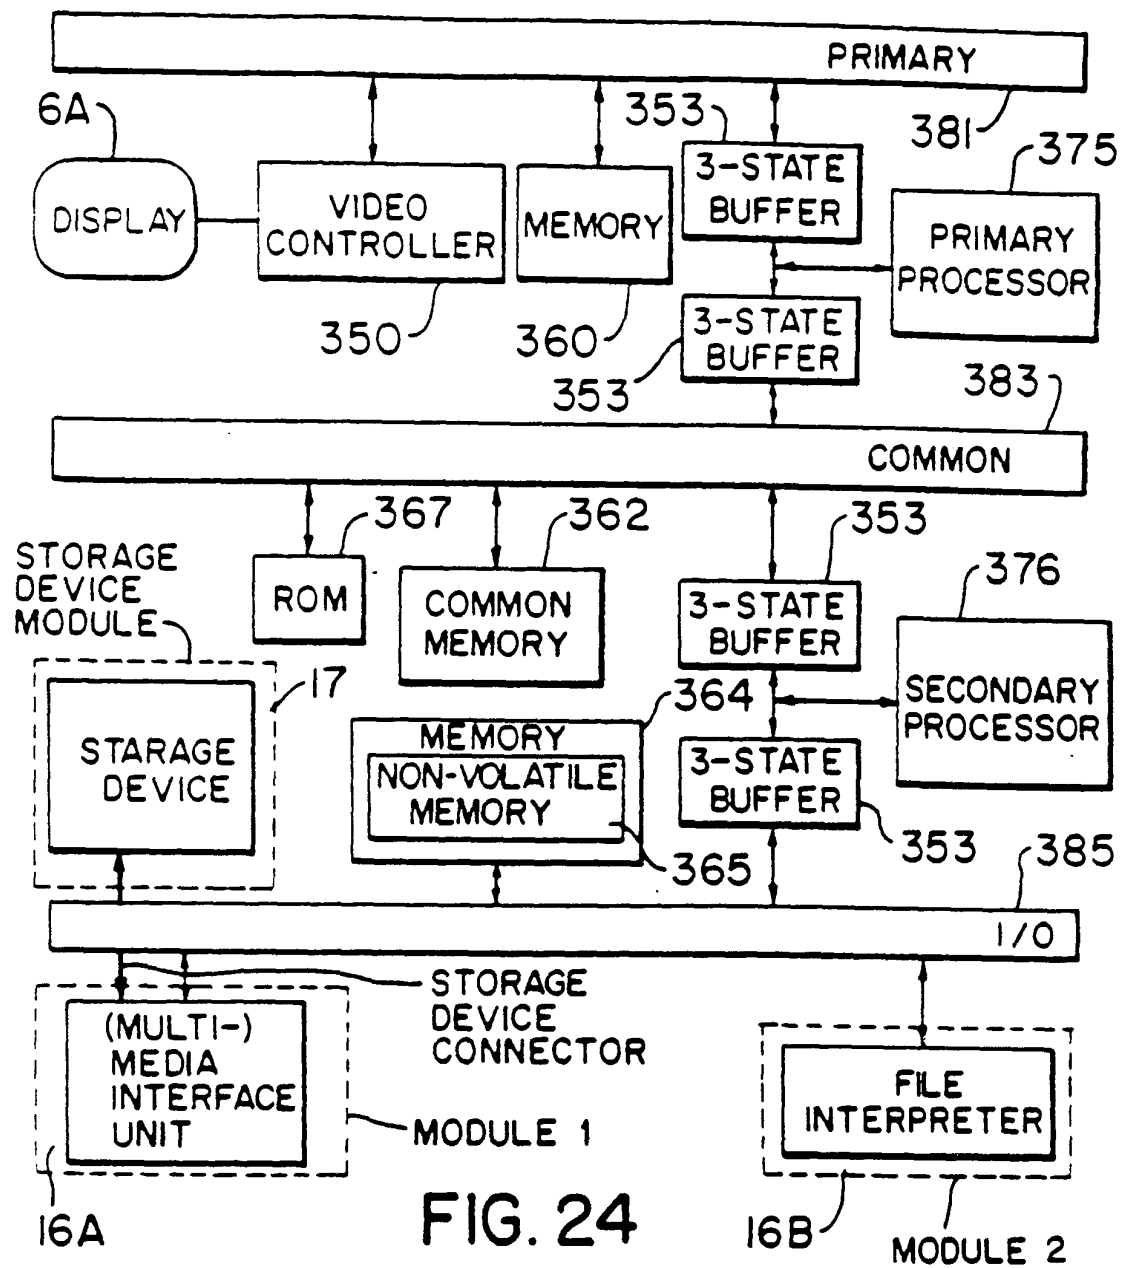 PRIMARY
381
6A
DISPLAY
VIDEO
CONTROLLER
350
MEMORY
360
353
3-STATE
BUFFER
375
PRIMARY
PROCESSOR
3-STATE
BUFFER
353
383
COMMON
367
ROM
362
COMMON
MEMORY
353
3-STATE
BUFFER
376
SECONDARY
PROCESSOR
STORAGE
DEVICE
MODULE
17
STARAGE
DEVICE
364
MEMORY
NON-VOLATILE
MEMORY
365
3-STATE
BUFFER
353
385
I/O
STORAGE
DEVICE
CONNECTOR
(MULTI-)
MEDIA
INTERFACE
UNIT
MODULE 1
16A
FILE
INTERPRETER
16B
MODULE 2
FIG. 24